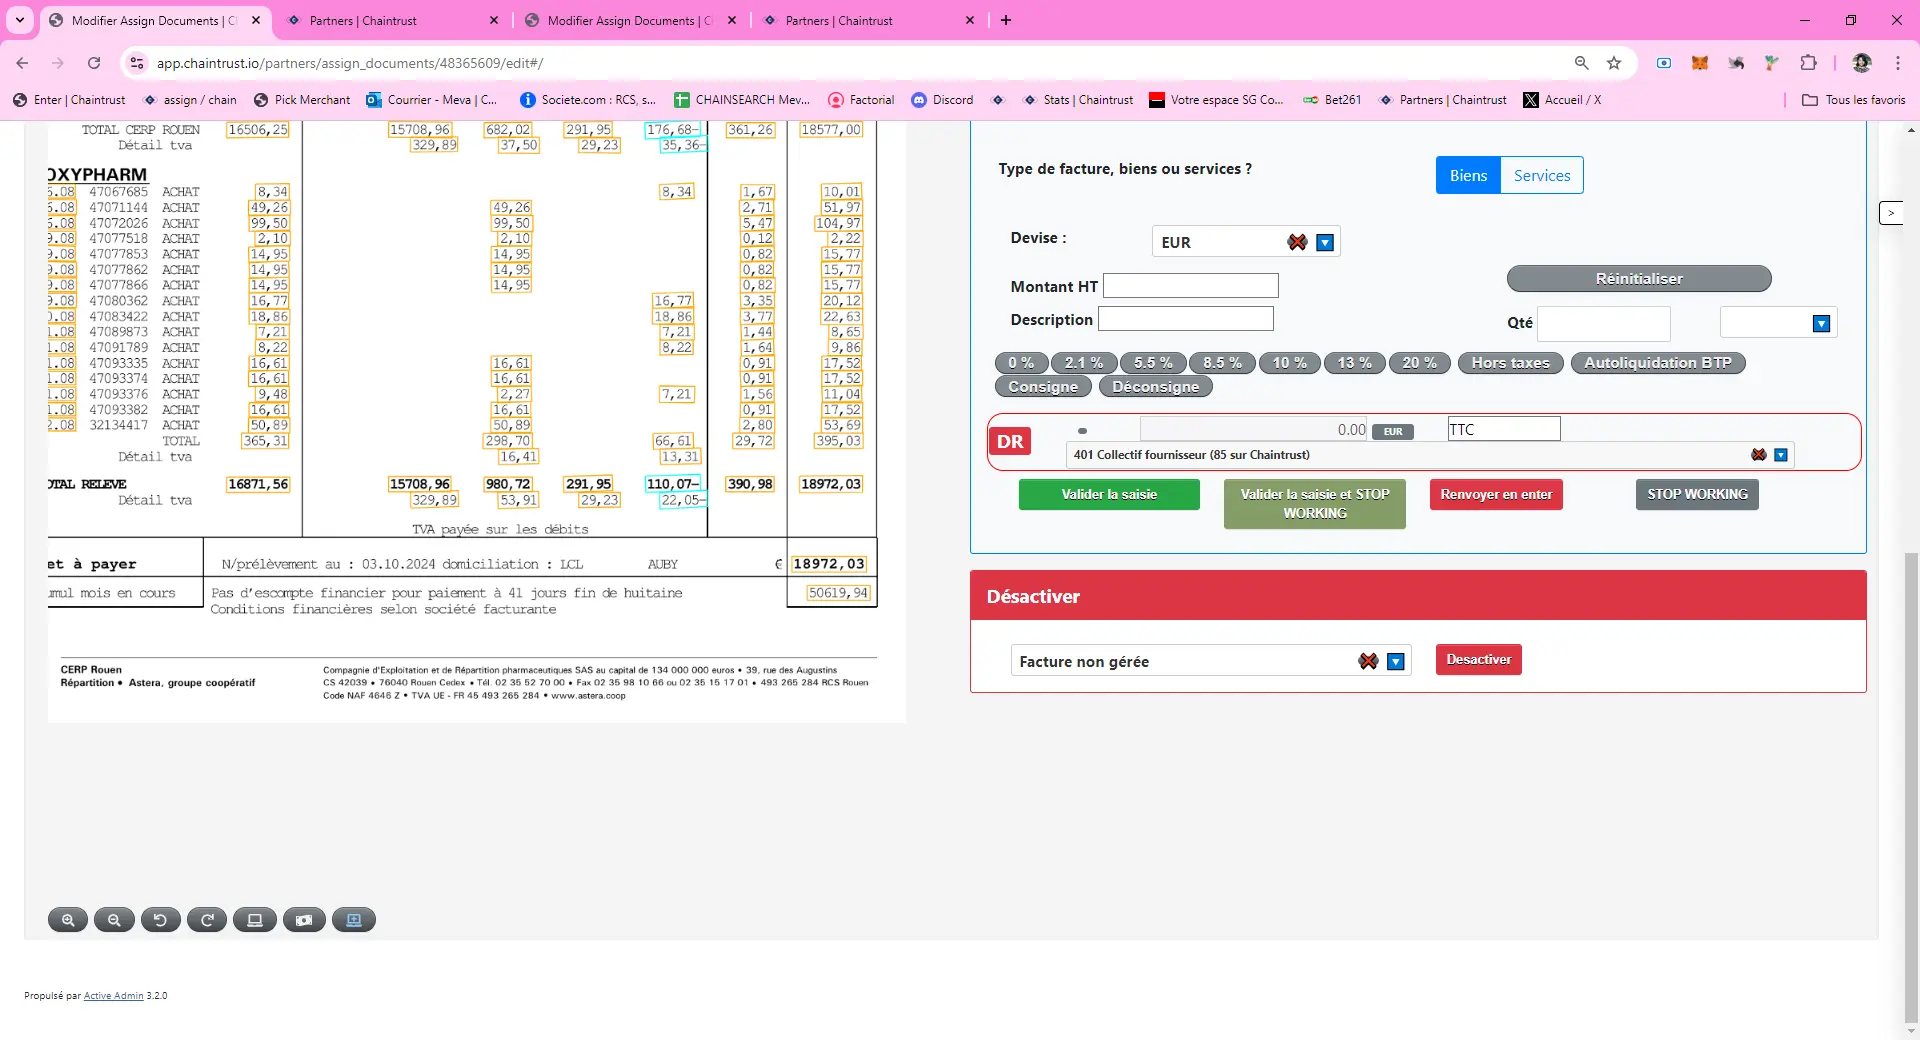 Modifier Assign Documents | C
Partners | Chaintrust
Modifier Assign Documents | C
Partners | Chaintrust
app.chaintrust.io/partners/assign_documents/48365609/edit#/
Enter | Chaintrust
assign / chain
Pick Merchant
Courrier - Meva | C...
Societe.com : RCS, s...
CHAINSEARCH Mev...
Factorial
Discord
Stats | Chaintrust
Votre espace SG Co...
Bet261
Partners | Chaintrust
Accueil / X
Tous les favoris
TOTAL CERP ROUEN 16506,25 15708,96 682,02 291,95 176,68- 361,26 18577,00
Détail tva 329,89 37,50 29,23 35,36-
OXYPHARM
6.08 47067685 ACHAT 8,34 8,34 1,67 10,01
6.08 47071144 ACHAT 49,26 49,26 2,71 51,97
6.08 47072026 ACHAT 99,50 99,50 5,47 104,97
9.08 47077518 ACHAT 2,10 2,10 0,12 2,22
9.08 47077853 ACHAT 14,95 14,95 0,82 15,77
9.08 47077862 ACHAT 14,95 14,95 0,82 15,77
9.08 47077866 ACHAT 14,95 14,95 0,82 15,77
9.08 47080362 ACHAT 16,77 16,77 3,35 20,12
0.08 47083422 ACHAT 18,86 18,86 3,77 22,63
1.08 47089873 ACHAT 7,21 7,21 1,44 8,65
1.08 47091789 ACHAT 8,22 8,22 1,64 9,86
1.08 47093335 ACHAT 16,61 16,61 0,91 17,52
1.08 47093374 ACHAT 16,61 16,61 0,91 17,52
1.08 47093376 ACHAT 9,48 2,27 7,21 1,56 11,04
1.08 47093382 ACHAT 16,61 16,61 0,91 17,52
2.08 32134417 ACHAT 50,89 50,89 2,80 53,69
TOTAL 365,31 298,70 66,61 29,72 395,03
Détail tva 16,41 13,31
OTAL RELEVE 16871,56 15708,96 980,72 291,95 110,07- 390,98 18972,03
Détail tva 329,89 53,91 29,23 22,05-
TVA payée sur les débits
et à payer N/prélèvement au : 03.10.2024 domiciliation : LCL AUBY € 18972,03
umul mois en cours Pas d'escompte financier pour paiement à 41 jours fin de huitaine 50619,94
Conditions financières selon société facturante
CERP Rouen
Répartition • Astera, groupe coopératif
Compagnie d'Exploitation et de Répartition pharmaceutiques SAS au capital de 134 000 000 euros • 39, rue des Augustins
CS 42039 • 76040 Rouen Cedex • Tél. 02 35 52 70 00 • Fax 02 35 98 10 66 ou 02 35 15 17 01 • 493 265 284 RCS Rouen
Code NAF 4646 Z • TVA UE - FR 45 493 265 284 • www.astera.coop
Type de facture, biens ou services ?
Biens Services
>
Devise :
EUR
Montant HT
Réinitialiser
Description
Qté
0 % 2.1 % 5.5 % 8.5 % 10 % 13 % 20 % Hors taxes Autoliquidation BTP
Consigne Déconsigne
DR
0.00 EUR TTC
401 Collectif fournisseur (85 sur Chaintrust)
Valider la saisie
Valider la saisie et STOP WORKING
Renvoyer en enter
STOP WORKING
Désactiver
Facture non gérée
Desactiver
Propulsé par Active Admin 3.2.0